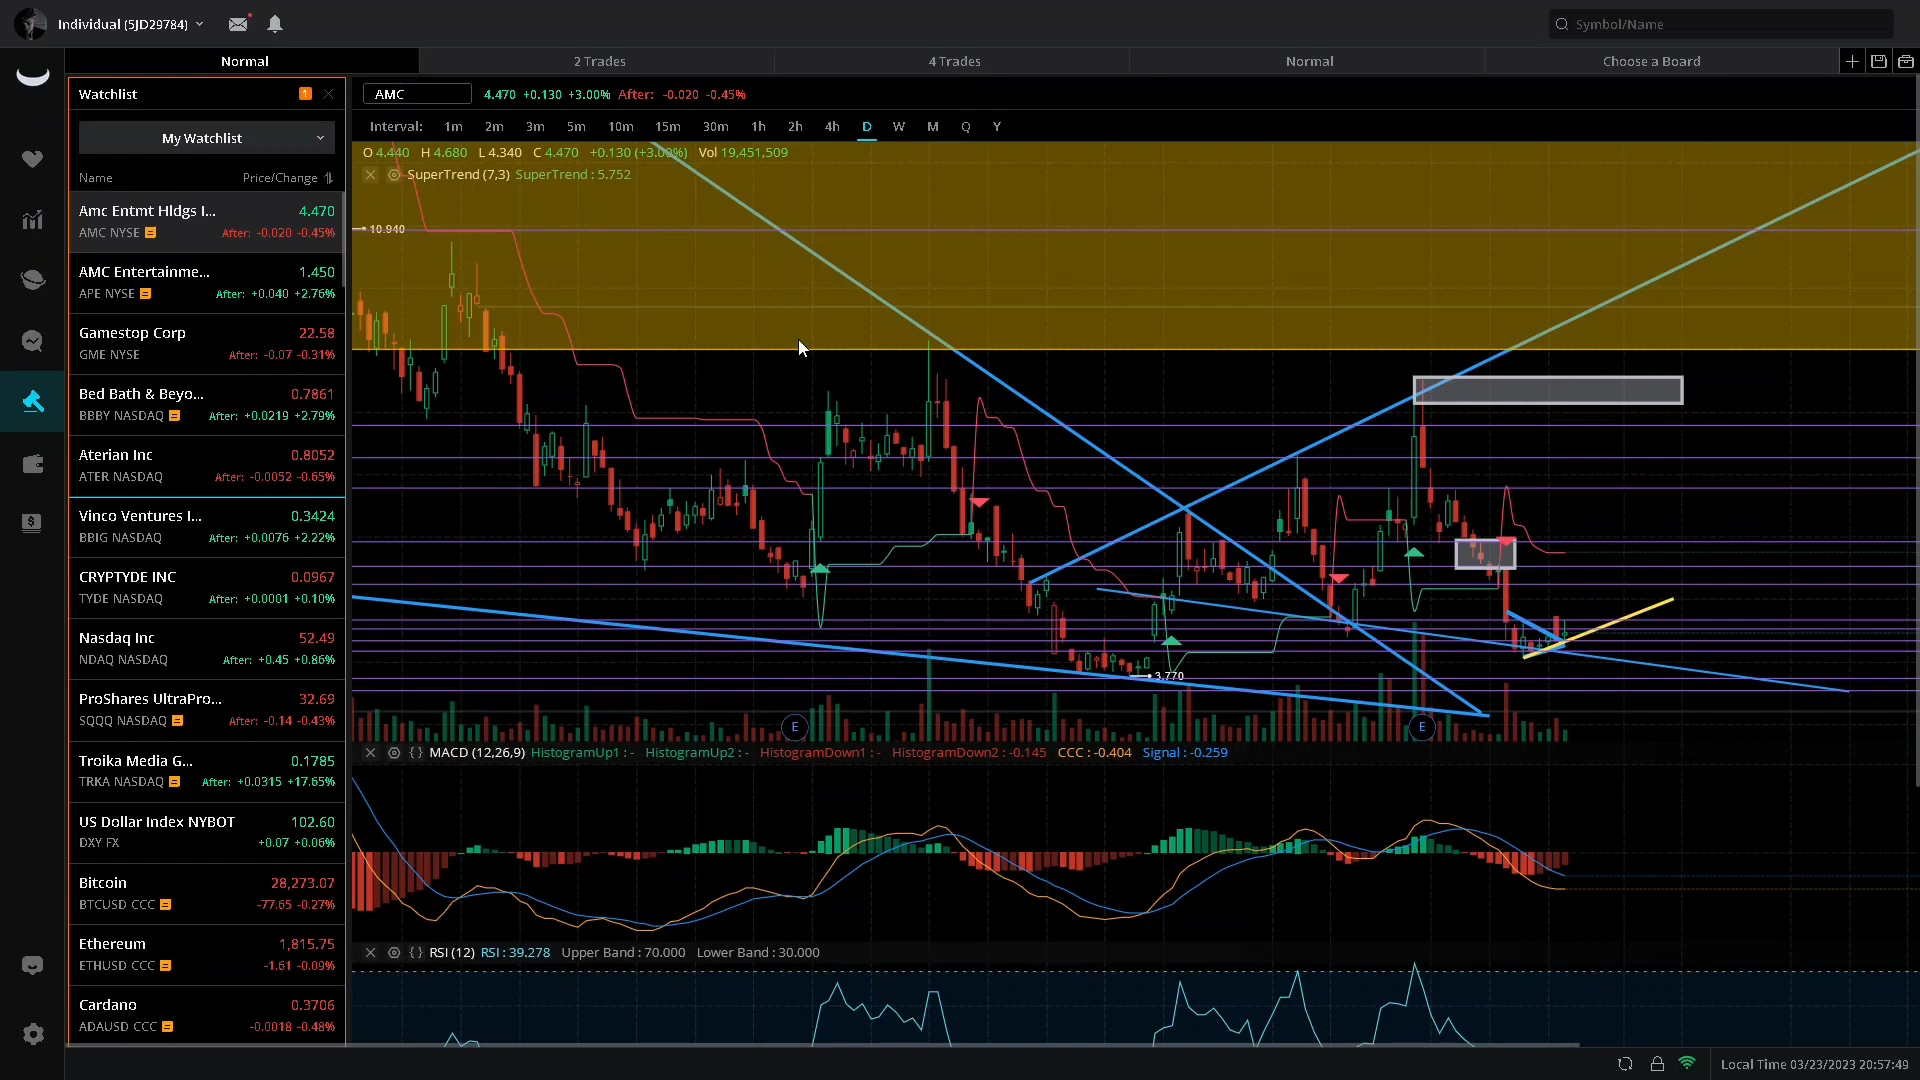 Individual (5JD29784)
Symbol/Name
Normal
2 Trades
4 Trades
Normal
Choose a Board
Watchlist
1
My Watchlist
Name
Price/Change
Amc Entmt Hldgs I... 4.470
AMC NYSE After: -0.020 -0.45%
AMC Entertainme... 1.450
APE NYSE After: +0.040 +2.76%
Gamestop Corp 22.58
GME NYSE After: -0.07 -0.31%
Bed Bath & Beyo... 0.7861
BBBY NASDAQ After: +0.0219 +2.79%
Aterian Inc 0.8052
ATER NASDAQ After: -0.0052 -0.65%
Vinco Ventures I... 0.3424
BBIG NASDAQ After: +0.0076 +2.22%
CRYPTYDE INC 0.0967
TYDE NASDAQ After: +0.0001 +0.10%
Nasdaq Inc 52.49
NDAQ NASDAQ After: +0.45 +0.86%
ProShares UltraPro... 32.69
SQQQ NASDAQ After: -0.14 -0.43%
Troika Media G... 0.1785
TRKA NASDAQ After: +0.0315 +17.65%
US Dollar Index NYBOT 102.60
DXY FX +0.07 +0.06%
Bitcoin 28,273.07
BTCUSD CCC -77.65 -0.27%
Ethereum 1,815.75
ETHUSD CCC -1.61 -0.09%
Cardano 0.3706
ADAUSD CCC -0.0018 -0.48%
AMC 4.470 +0.130 +3.00% After: -0.020 -0.45%
Interval: 1m 2m 3m 5m 10m 15m 30m 1h 2h 4h D W M Q Y
O 4.440 H 4.680 L 4.340 C 4.470 +0.130 (+3.00%) Vol 19,451,509
SuperTrend (7,3) SuperTrend : 5.752
10.940
3.770
E
E
{} MACD (12,26,9) HistogramUp1 : - HistogramUp2 : - HistogramDown1 : - HistogramDown2 : -0.145 CCC : -0.404 Signal : -0.259
{} RSI (12) RSI : 39.278 Upper Band : 70.000 Lower Band : 30.000
Local Time 03/23/2023 20:57:49